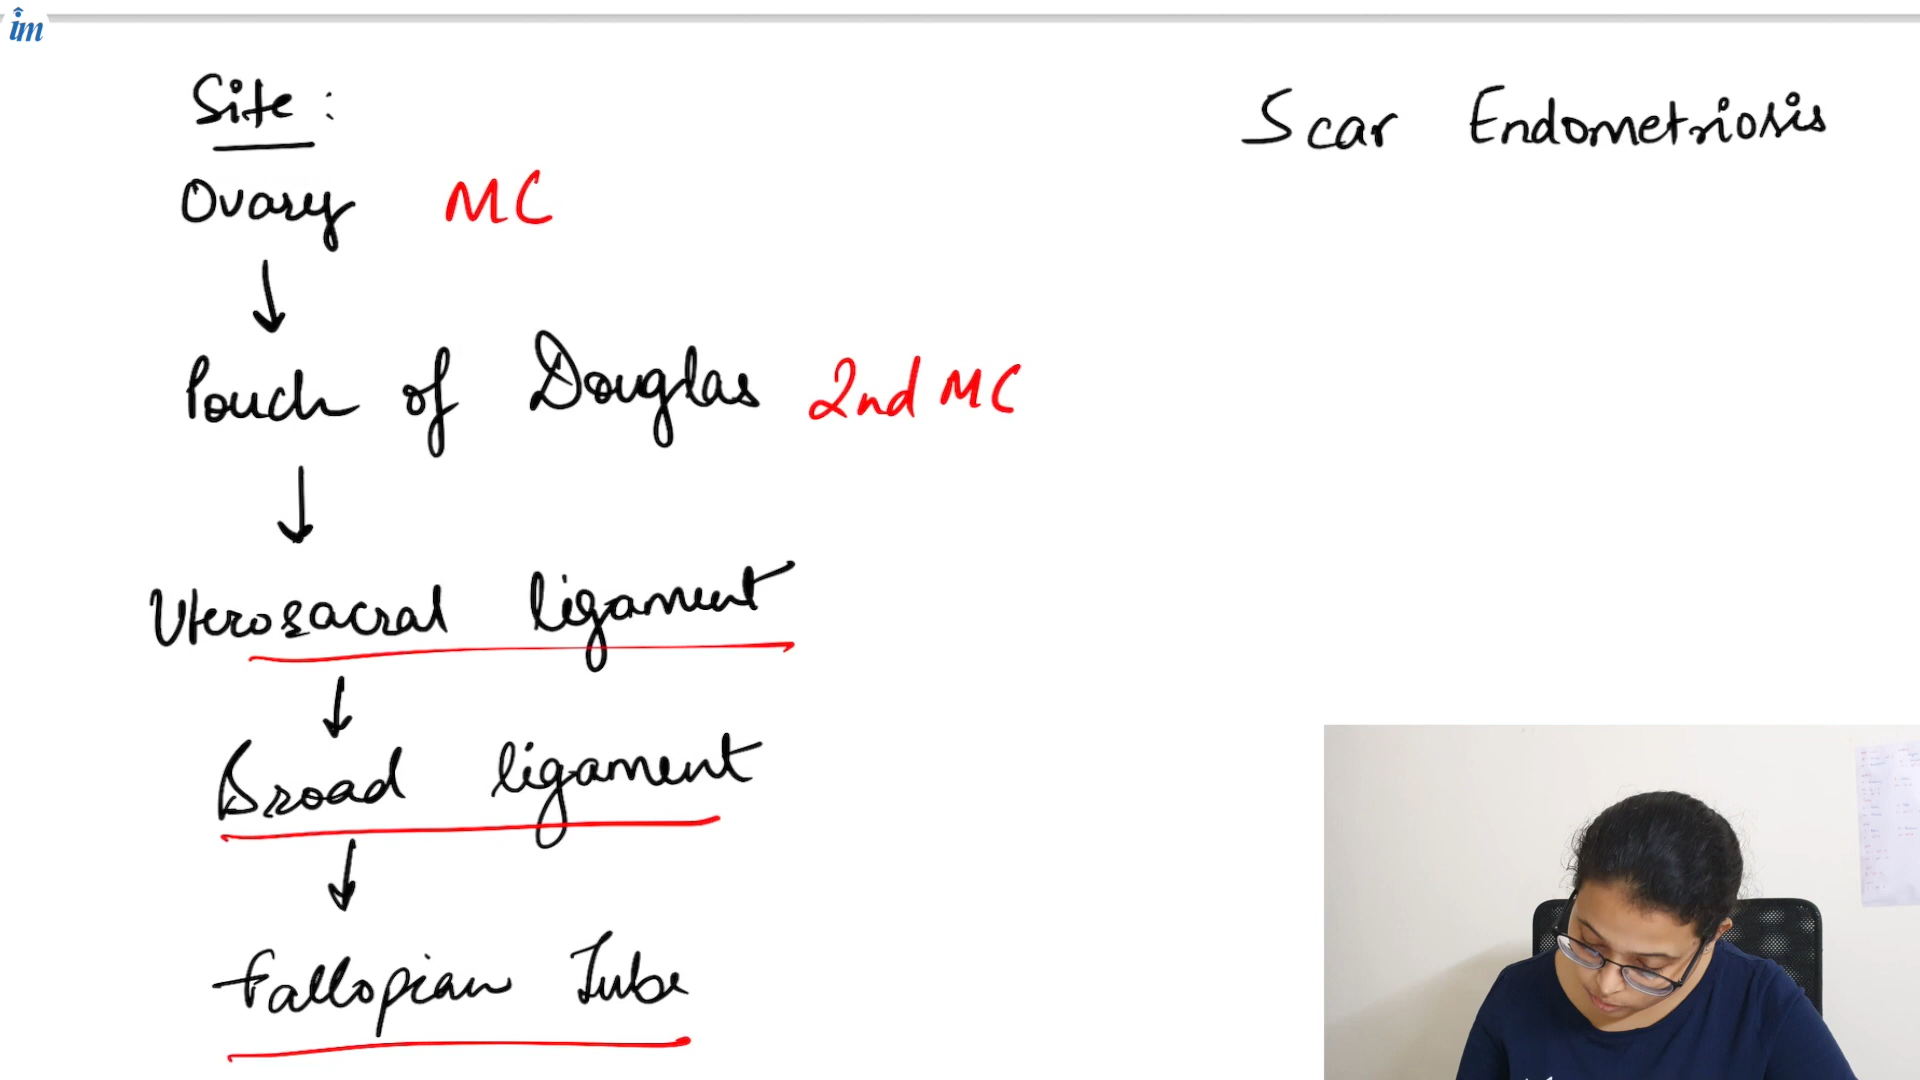 im
Site :
Ovary MC
Pouch of Douglas 2nd MC
Uterosacral ligament
Broad ligament
Fallopian Tube
Scar Endometriosis